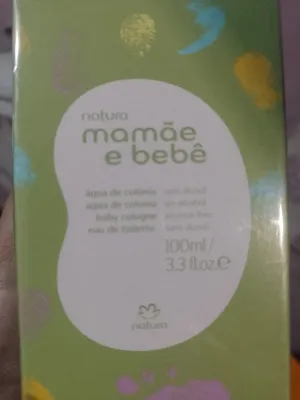 natura
mamãe
e bebê
água de colônia sem álcool
agua de colonia sin alcohol
baby cologne alcohol free
eau de toilette sans alcool
100ml /
3.3 fl.oz.℮
natura